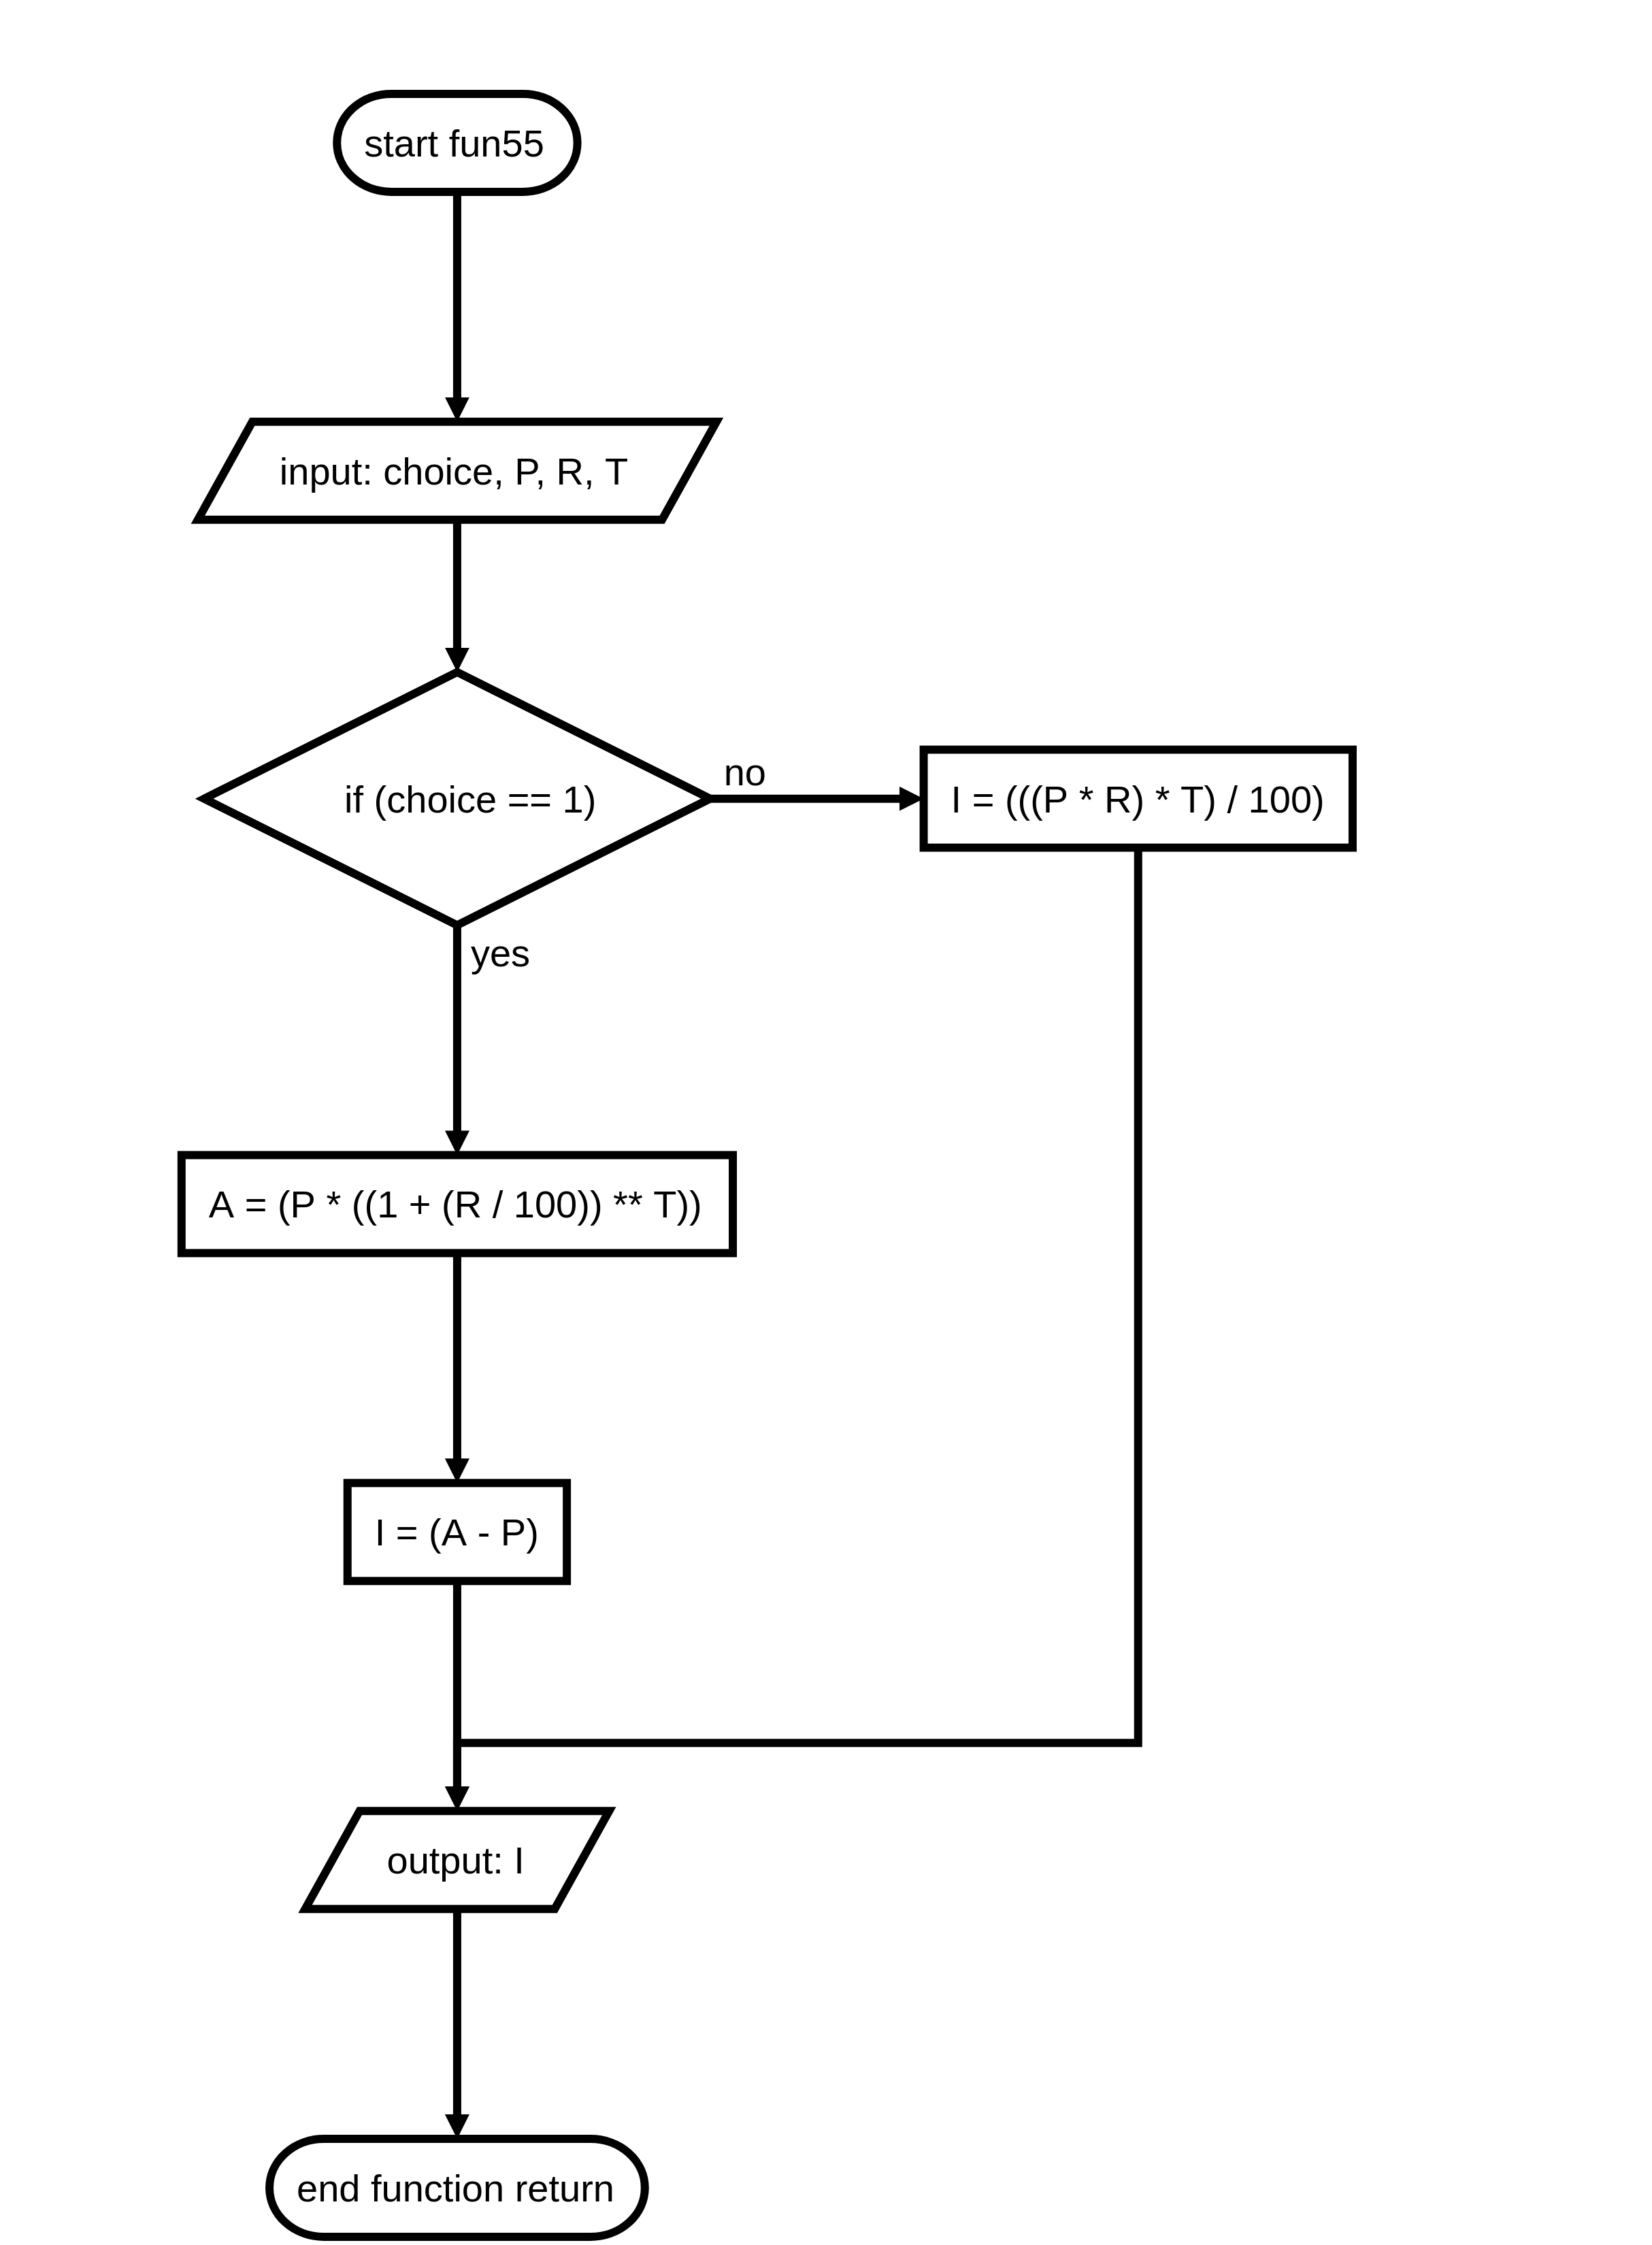 start fun55
input: choice, P, R, T
if (choice == 1)
no
I = (((P * R) * T) / 100)
yes
A = (P * ((1 + (R / 100)) ** T))
I = (A - P)
output: I
end function return